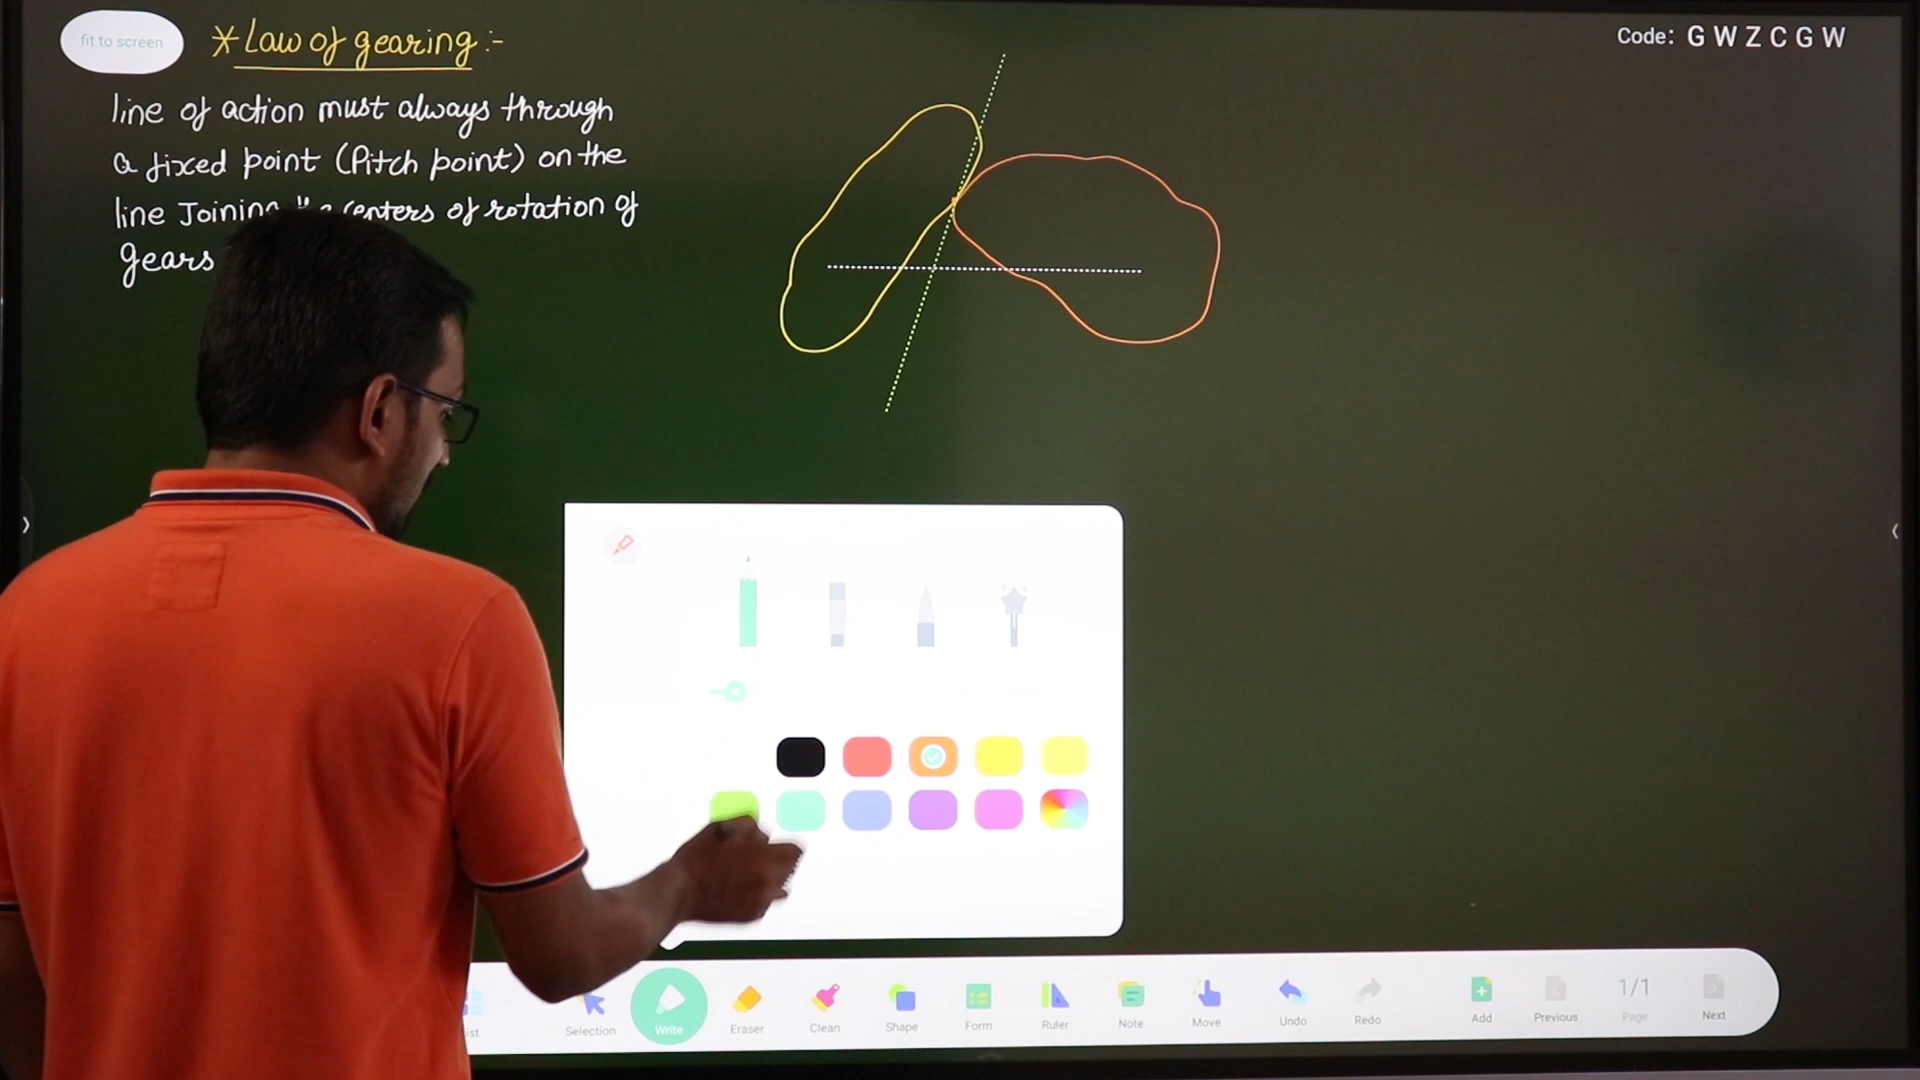 fit to screen
* Law of gearing :-
Code: G W Z C G W
line of action must always through
a fixed point (Pitch point) on the
line Joining centers of rotation of
gears
Selection
Write
Eraser
Clean
Shape
Form
Ruler
Note
Move
Undo
Redo
Add
Previous
1/1
Page
Next